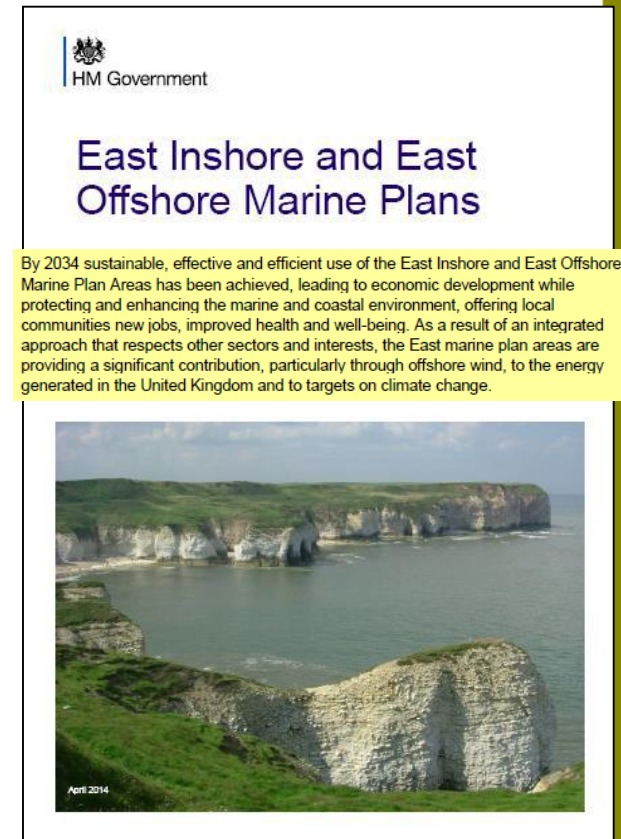 HM Government
East Inshore and East
Offshore Marine Plans
By 2034 sustainable, effective and efficient use of the East Inshore and East Offshore
Marine Plan Areas has been achieved, leading to economic development while
protecting and enhancing the marine and coastal environment, offering local
communities new jobs, improved health and well-being. As a result of an integrated
approach that respects other sectors and interests, the East marine plan areas are
providing a significant contribution, particularly through offshore wind, to the energy
generated in the United Kingdom and to targets on climate change.
April 2014